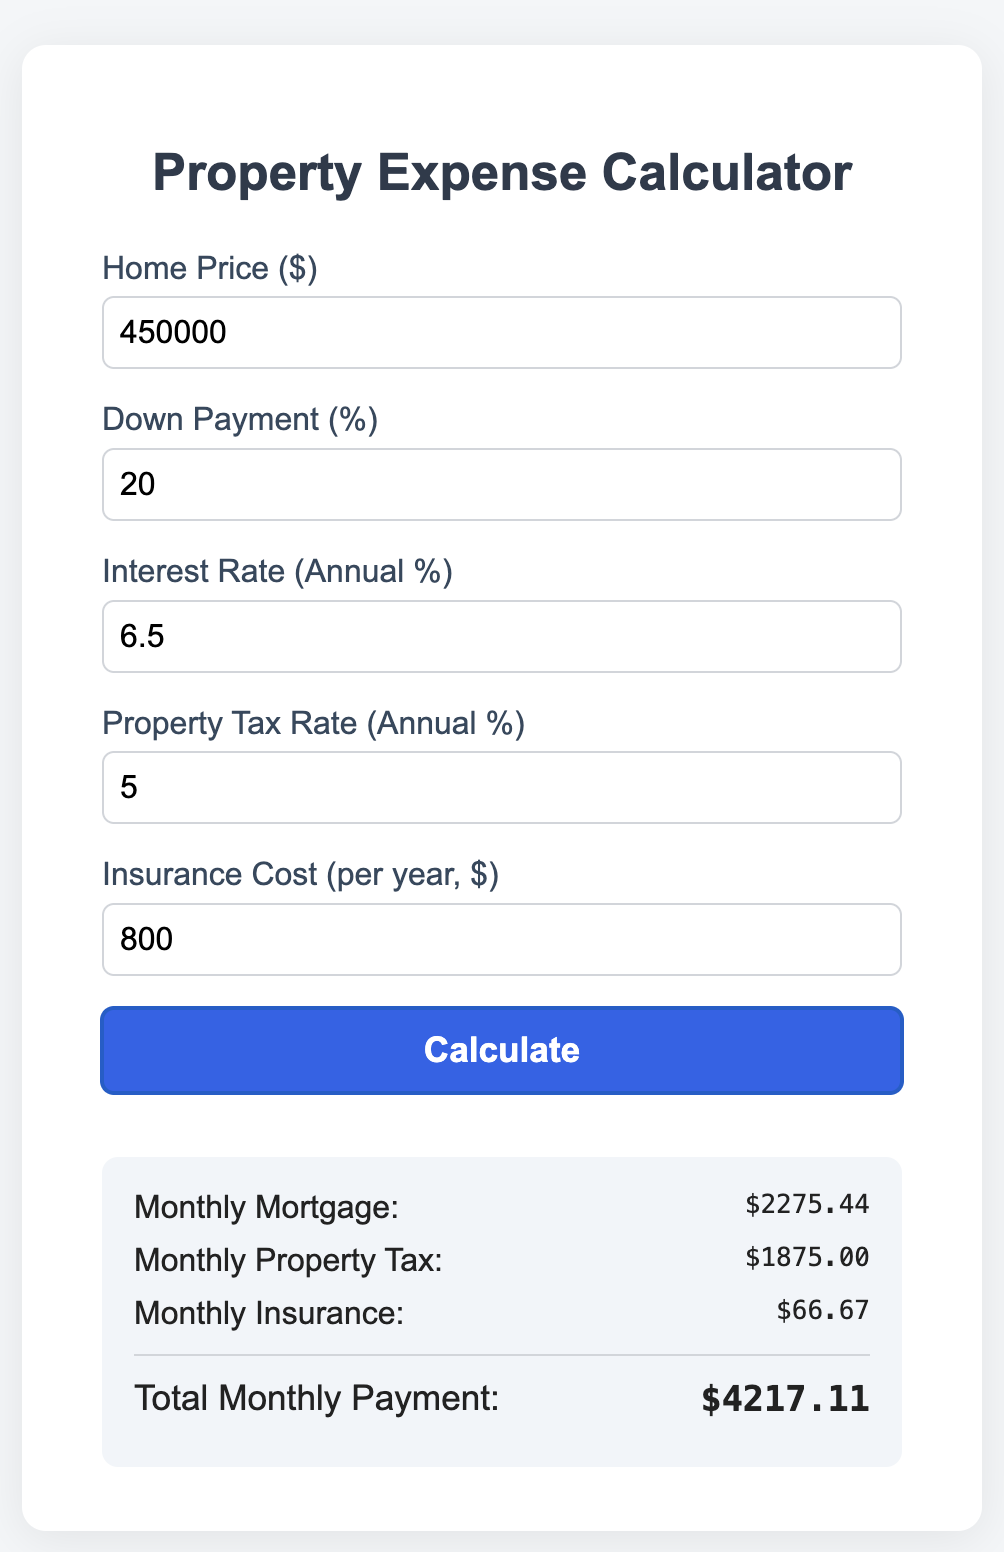 Property Expense Calculator
Home Price ($)
450000
Down Payment (%)
20
Interest Rate (Annual %)
6.5
Property Tax Rate (Annual %)
5
Insurance Cost (per year, $)
800
Calculate
Monthly Mortgage: $2275.44
Monthly Property Tax: $1875.00
Monthly Insurance: $66.67
Total Monthly Payment: $4217.11